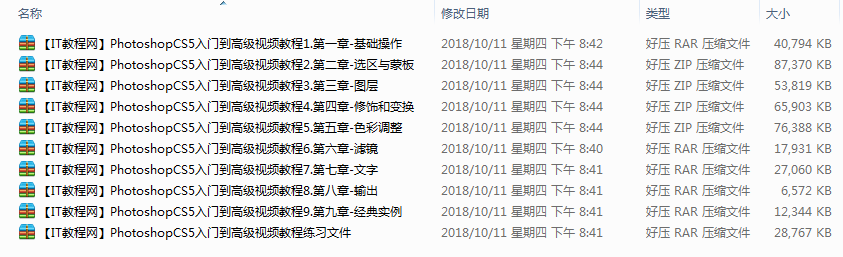 名称 修改日期 类型 大小
【IT教程网】PhotoshopCS5入门到高级视频教程1.第一章-基础操作 2018/10/11 星期四 下午 8:42 好压 RAR 压缩文件 40,794 KB
【IT教程网】PhotoshopCS5入门到高级视频教程2.第二章-选区与蒙板 2018/10/11 星期四 下午 8:44 好压 ZIP 压缩文件 87,370 KB
【IT教程网】PhotoshopCS5入门到高级视频教程3.第三章-图层 2018/10/11 星期四 下午 8:44 好压 ZIP 压缩文件 53,819 KB
【IT教程网】PhotoshopCS5入门到高级视频教程4.第四章-修饰和变换 2018/10/11 星期四 下午 8:44 好压 ZIP 压缩文件 65,903 KB
【IT教程网】PhotoshopCS5入门到高级视频教程5.第五章-色彩调整 2018/10/11 星期四 下午 8:44 好压 ZIP 压缩文件 76,388 KB
【IT教程网】PhotoshopCS5入门到高级视频教程6.第六章-滤镜 2018/10/11 星期四 下午 8:40 好压 RAR 压缩文件 17,931 KB
【IT教程网】PhotoshopCS5入门到高级视频教程7.第七章-文字 2018/10/11 星期四 下午 8:41 好压 RAR 压缩文件 27,060 KB
【IT教程网】PhotoshopCS5入门到高级视频教程8.第八章-输出 2018/10/11 星期四 下午 8:41 好压 RAR 压缩文件 6,572 KB
【IT教程网】PhotoshopCS5入门到高级视频教程9.第九章-经典实例 2018/10/11 星期四 下午 8:41 好压 RAR 压缩文件 12,344 KB
【IT教程网】PhotoshopCS5入门到高级视频教程练习文件 2018/10/11 星期四 下午 8:41 好压 RAR 压缩文件 28,767 KB